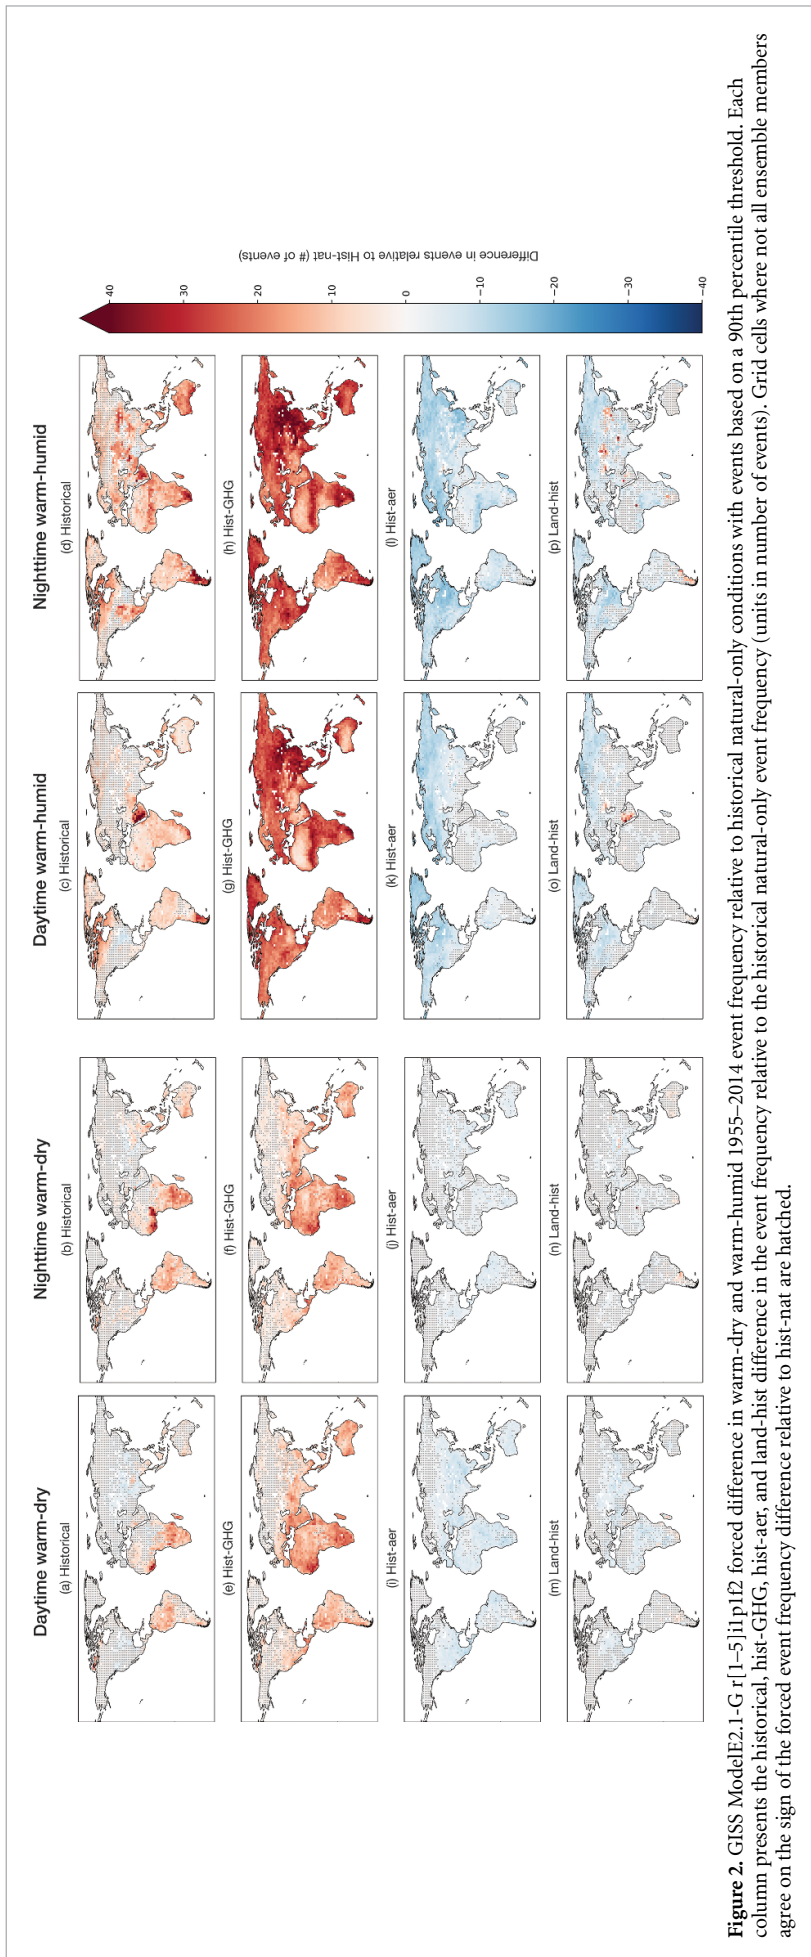 Daytime warm-dry
Nighttime warm-dry
Daytime warm-humid
Nighttime warm-humid
(a) Historical
(b) Historical
(c) Historical
(d) Historical
(e) Hist-GHG
(f) Hist-GHG
(g) Hist-GHG
(h) Hist-GHG
(i) Hist-aer
(j) Hist-aer
(k) Hist-aer
(l) Hist-aer
(m) Land-hist
(n) Land-hist
(o) Land-hist
(p) Land-hist
40
30
20
10
0
−10
−20
−30
−40
Difference in events relative to Hist-nat (# of events)
Figure 2. GISS ModelE2.1-G r[1–5]i1p1f2 forced difference in warm-dry and warm-humid 1955–2014 event frequency relative to historical natural-only conditions with events based on a 90th percentile threshold. Each
column presents the historical, hist-GHG, hist-aer, and land-hist difference in the event frequency relative to the historical natural-only event frequency (units in number of events). Grid cells where not all ensemble members
agree on the sign of the forced event frequency difference relative to hist-nat are hatched.